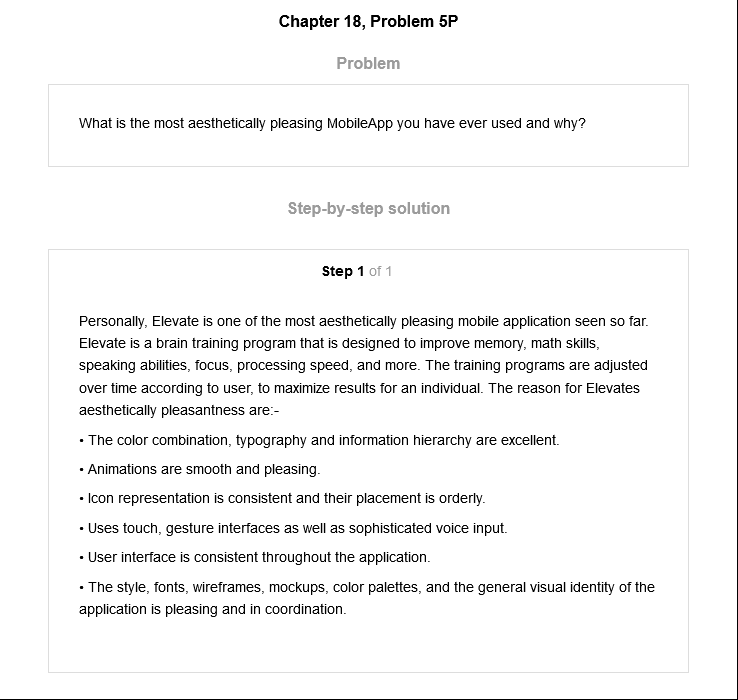 Chapter 18, Problem 5P
Problem
What is the most aesthetically pleasing MobileApp you have ever used and why?
Step-by-step solution
Step 1 of 1
Personally, Elevate is one of the most aesthetically pleasing mobile application seen so far.
Elevate is a brain training program that is designed to improve memory, math skills,
speaking abilities, focus, processing speed, and more. The training programs are adjusted
over time according to user, to maximize results for an individual. The reason for Elevates
aesthetically pleasantness are:-
• The color combination, typography and information hierarchy are excellent.
• Animations are smooth and pleasing.
• Icon representation is consistent and their placement is orderly.
• Uses touch, gesture interfaces as well as sophisticated voice input.
• User interface is consistent throughout the application.
• The style, fonts, wireframes, mockups, color palettes, and the general visual identity of the
application is pleasing and in coordination.